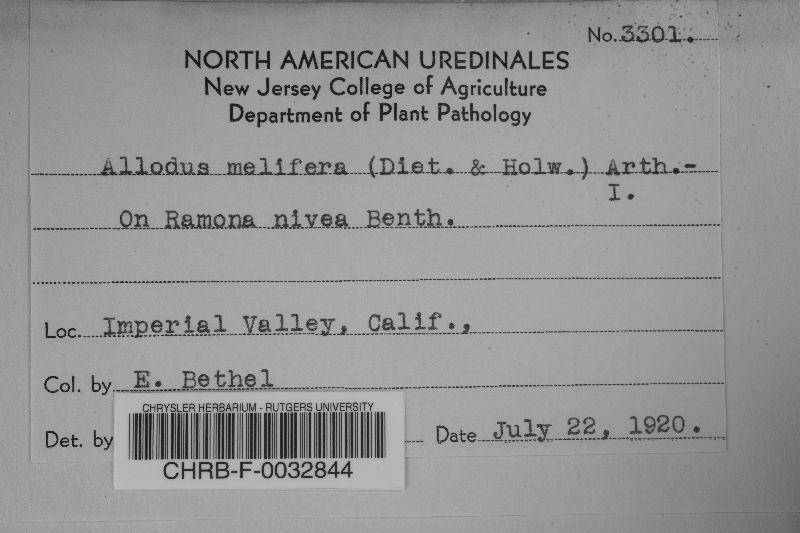 No. 3301.
NORTH AMERICAN UREDINALES
New Jersey College of Agriculture
Department of Plant Pathology
Allodus melifera (Diet. & Holw.) Arth.-
I.
On Ramona nivea Benth.
Loc. Imperial Valley, Calif.,
Col. by E. Bethel
Det. by
Date July 22, 1920.
CHRYSLER HERBARIUM - RUTGERS UNIVERSITY
CHRB-F-0032844